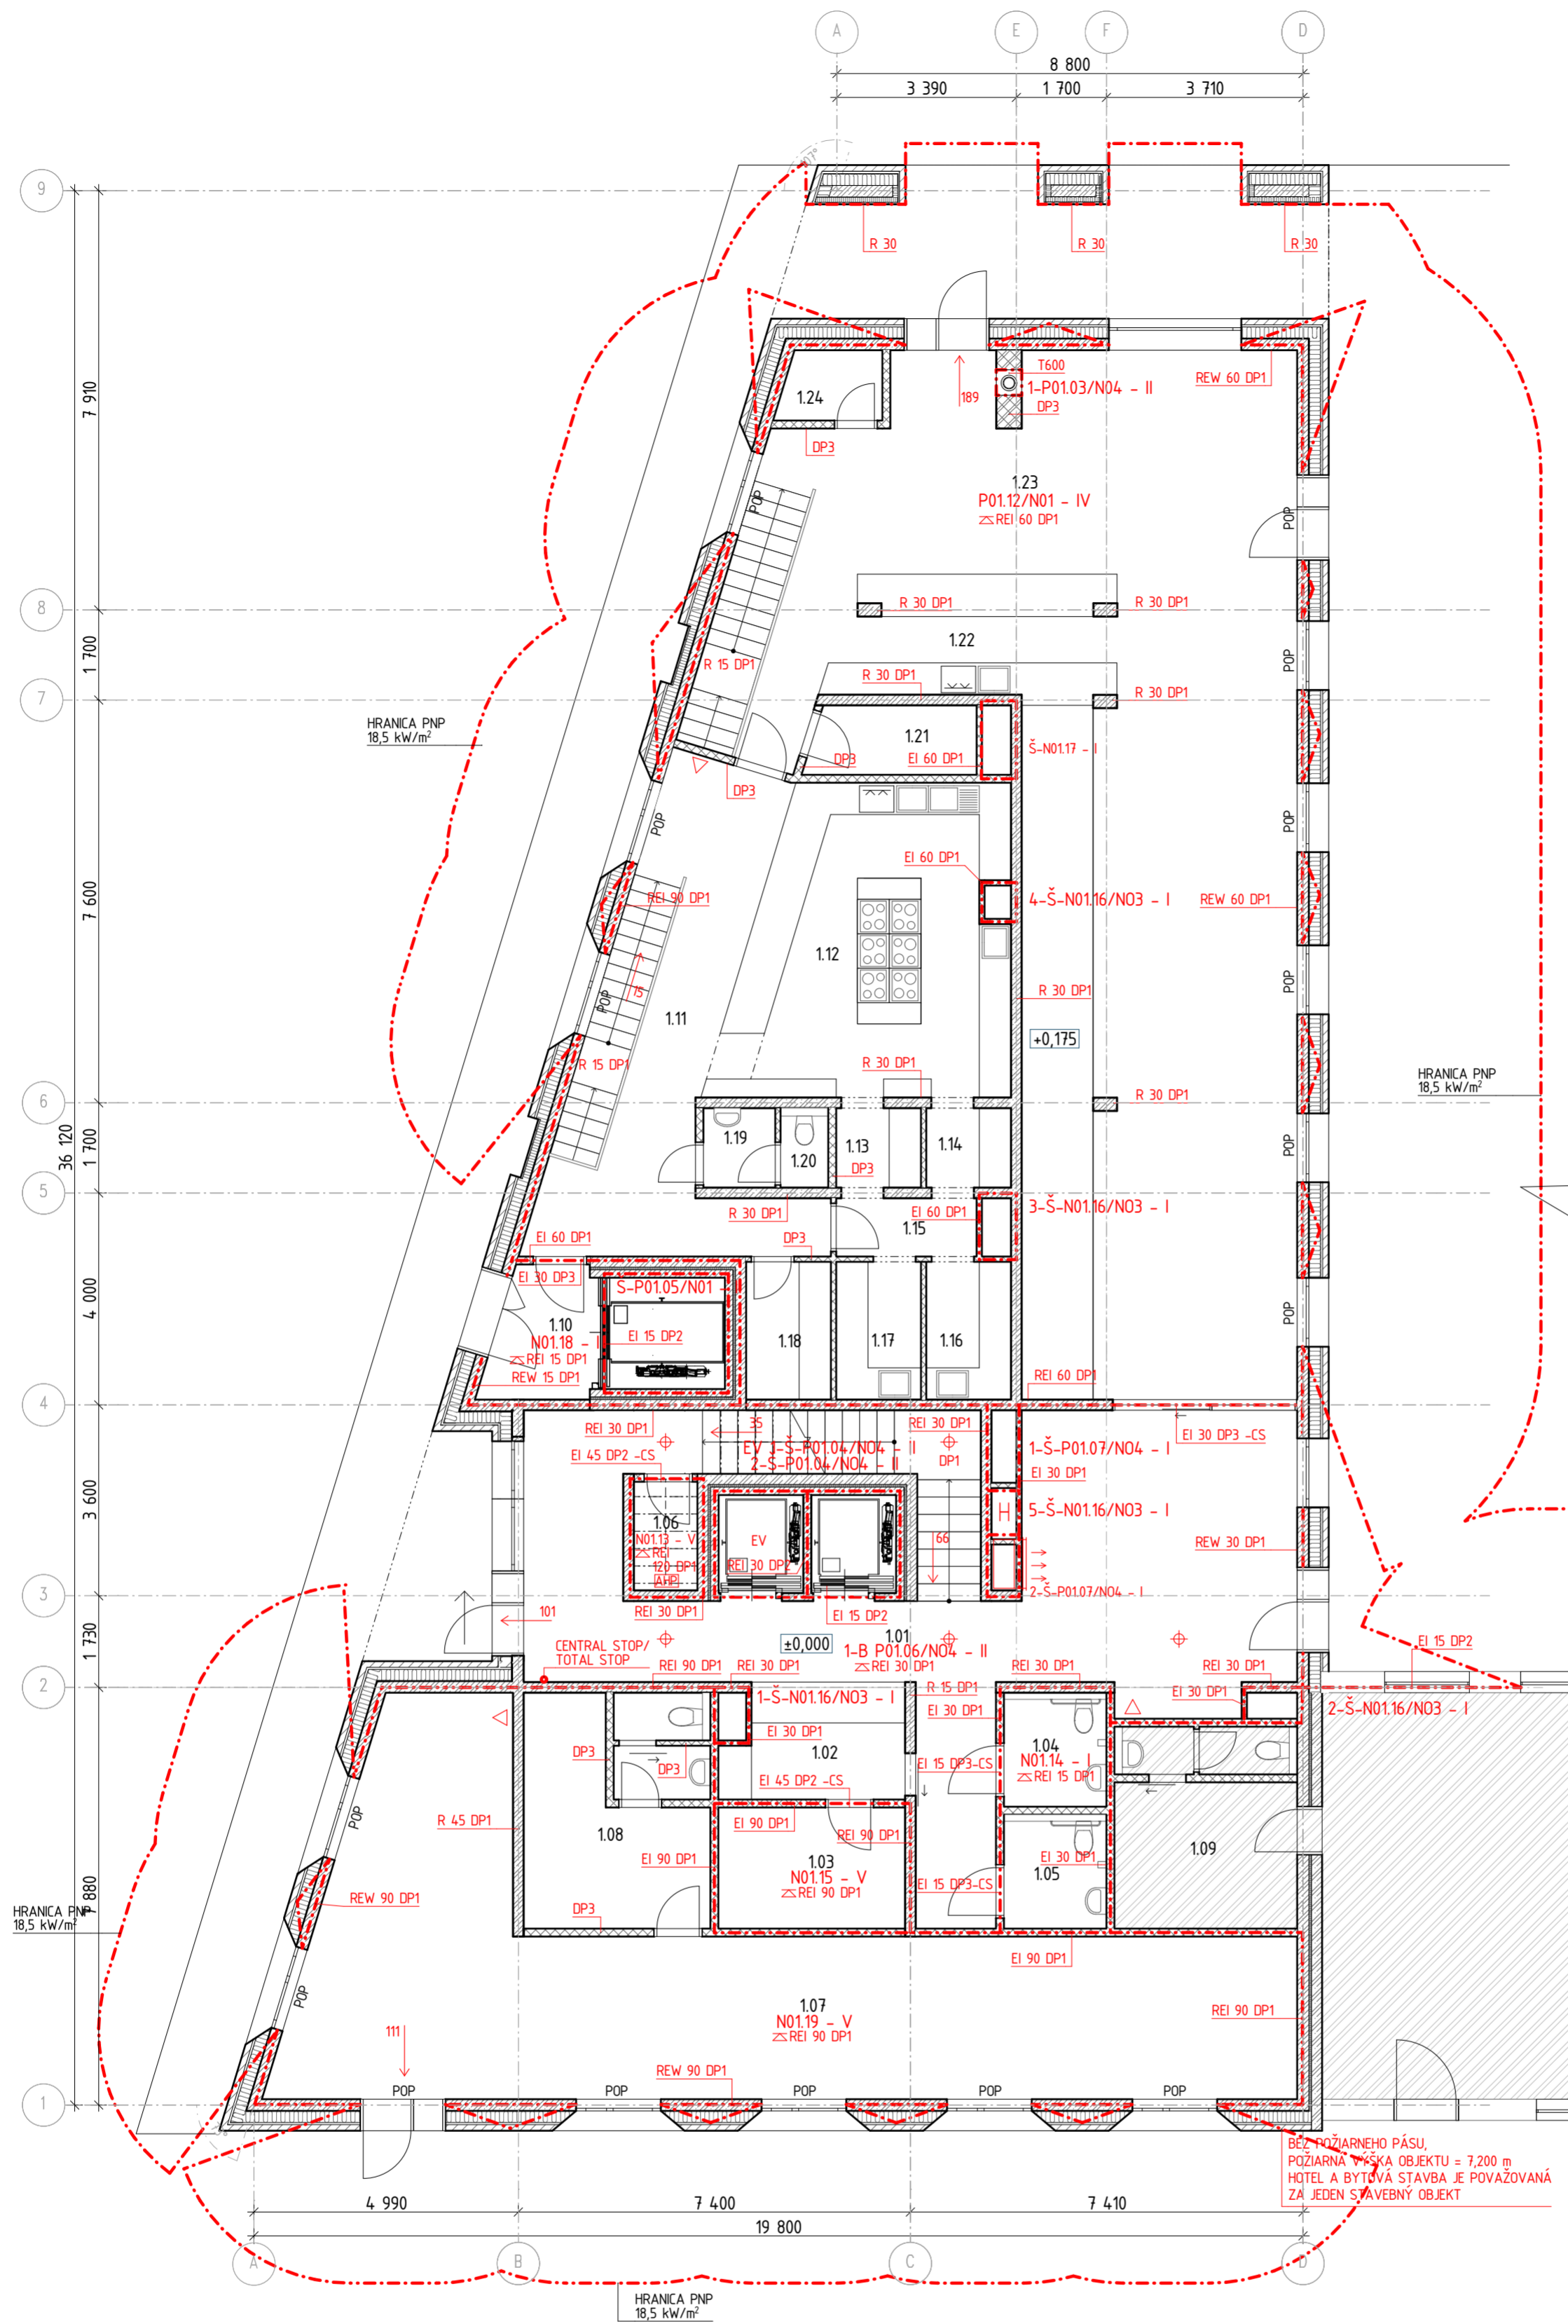 A
E
F
D
8 800
3 390
1 700
3 710
107°
9
R 30
R 30
R 30
T600
REW 60 DP1
1-P01.03/N04 - II
1.24
189
DP3
DP3
7 910
1.23
P01.12/N01 - IV
REI 60 DP1
POP
POP
8
R 30 DP1
R 30 DP1
1.22
1 700
POP
R 15 DP1
R 30 DP1
7
R 30 DP1
HRANICA PNP
18,5 kW/m²
1.21
Š-N01.17 - I
DP3
EI 60 DP1
DP3
POP
POP
EI 60 DP1
7 600
REI 90 DP1
4-Š-N01.16/NO3 - I
REW 60 DP1
1.12
POP
15
R 30 DP1
POP
1.11
+0,175
R 15 DP1
R 30 DP1
HRANICA PNP
18,5 kW/m²
6
R 30 DP1
36 120
1 700
1.19
1.20
1.13
1.14
POP
DP3
5
R 30 DP1
EI 60 DP1
3-Š-N01.16/NO3 - I
1.15
EI 60 DP1
DP3
EI 30 DP3
Š-P01.05/N01 -
4 000
1.10
N01.18 - I
REI 15 DP1
REW 15 DP1
EI 15 DP2
1.18
1.17
1.16
POP
REI 60 DP1
4
REI 30 DP1
35
REI 30 DP1
EI 30 DP3 -CS
EI 45 DP2 -CS
EV 1-Š-P01.04/NO4 - II
2-Š-P01.04/NO4 - II
DP1
1-Š-P01.07/NO4 - I
EI 30 DP1
3 600
1.06
N01.13 - V
REI
120 DP1
AHP
EV
REI 30 DP2
66
H
5-Š-N01.16/NO3 - I
REW 30 DP1
3
2-Š-P01.07/NO4 - I
REI 30 DP1
EI 15 DP2
101
1 730
CENTRAL STOP/
TOTAL STOP
±0,000
1.01
1-B P01.06/NO4 - II
REI 30 DP1
EI 15 DP2
REI 90 DP1
REI 30 DP1
REI 30 DP1
REI 30 DP1
2
1-Š-N01.16/NO3 - I
R 15 DP1
EI 30 DP1
2-Š-N01.16/NO3 - I
EI 30 DP1
EI 30 DP1
DP3
DP3
1.02
1.04
N01.14 - I
REI 15 DP1
EI 15 DP3-CS
EI 45 DP2 -CS
POP
R 45 DP1
EI 90 DP1
REI 90 DP1
1.08
EI 90 DP1
1.03
N01.15 - V
REI 90 DP1
EI 30 DP1
1.05
EI 15 DP3-CS
1.09
7 880
REW 90 DP1
HRANICA PNP
18,5 kW/m²
DP3
EI 90 DP1
POP
1.07
N01.19 - V
REI 90 DP1
REI 90 DP1
111
REW 90 DP1
POP
POP
POP
POP
POP
1
BEZ POŽIARNEHO PÁSU,
POŽIARNA VÝŠKA OBJEKTU = 7,200 m
HOTEL A BYTOVÁ STAVBA JE POVAŽOVANÁ
ZA JEDEN STAVEBNÝ OBJEKT
4 990
7 400
7 410
19 800
A
B
C
D
HRANICA PNP
18,5 kW/m²